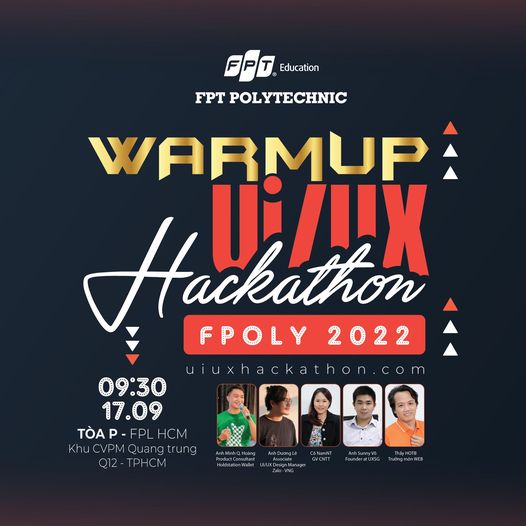 FPT Education
FPT POLYTECHNIC
WARMUP
Ui/UX
Hackathon
FPOLY 2022
uiuxhackathon.com
09:30
17.09
TÒA P - FPL HCM
Khu CVPM Quang trung
Q12 - TPHCM
Anh Minh Q. Hoàng
Product Consultant
Holdstation Wallet
Anh Dương Lê
Associate
UI/UX Design Manager
Zalo - VNG
Cô NamNT
GV CNTT
Anh Sunny Võ
Founder at UXSG
Thầy HOTB
Trưởng môn WEB